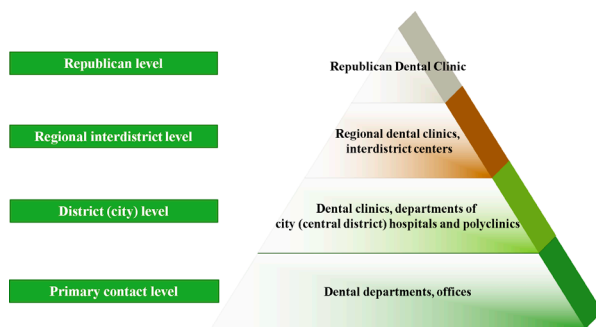 Republican level
Republican Dental Clinic
Regional interdistrict level
Regional dental clinics,
interdistrict centers
District (city) level
Dental clinics, departments of
city (central district) hospitals and polyclinics
Primary contact level
Dental departments, offices